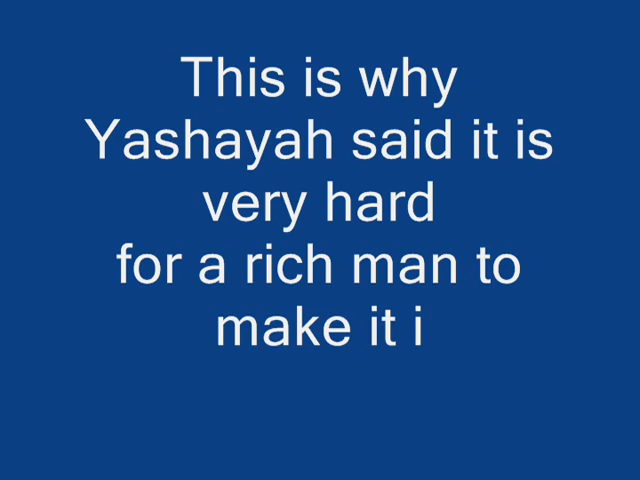 This is why
Yashayah said it is
very hard
for a rich man to
make it i